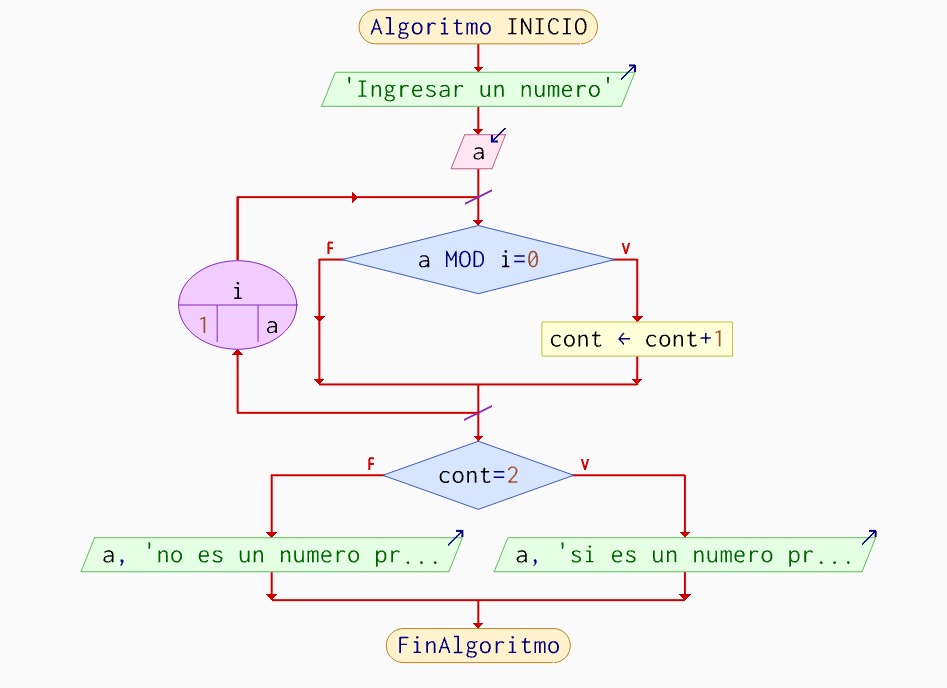 Algoritmo INICIO
'Ingresar un numero'
a
F
a MOD i=0
V
i
1
a
cont ← cont+1
F
cont=2
V
a, 'no es un numero pr...
a, 'si es un numero pr...
FinAlgoritmo